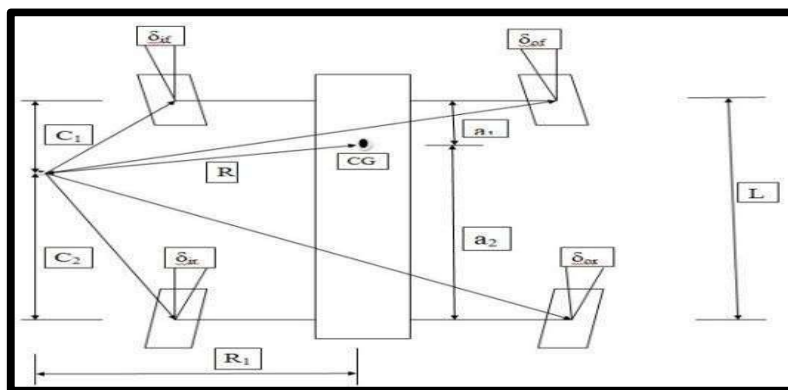 δif
δof
C₁
a₁
CG
R
L
C₂
a₂
δir
δor
R₁